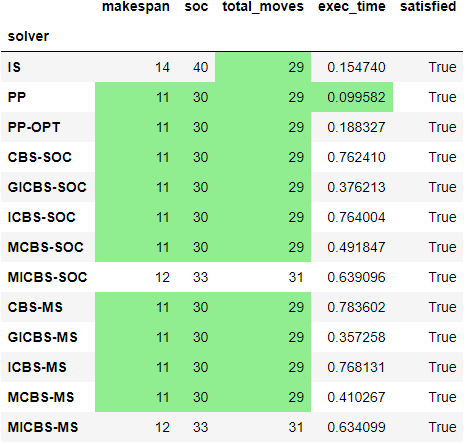 makespan soc total_moves exec_time satisfied
solver
IS 14 40 29 0.154740 True
PP 11 30 29 0.099582 True
PP-OPT 11 30 29 0.188327 True
CBS-SOC 11 30 29 0.762410 True
GICBS-SOC 11 30 29 0.376213 True
ICBS-SOC 11 30 29 0.764004 True
MCBS-SOC 11 30 29 0.491847 True
MICBS-SOC 12 33 31 0.639096 True
CBS-MS 11 30 29 0.783602 True
GICBS-MS 11 30 29 0.357258 True
ICBS-MS 11 30 29 0.768131 True
MCBS-MS 11 30 29 0.410267 True
MICBS-MS 12 33 31 0.634099 True